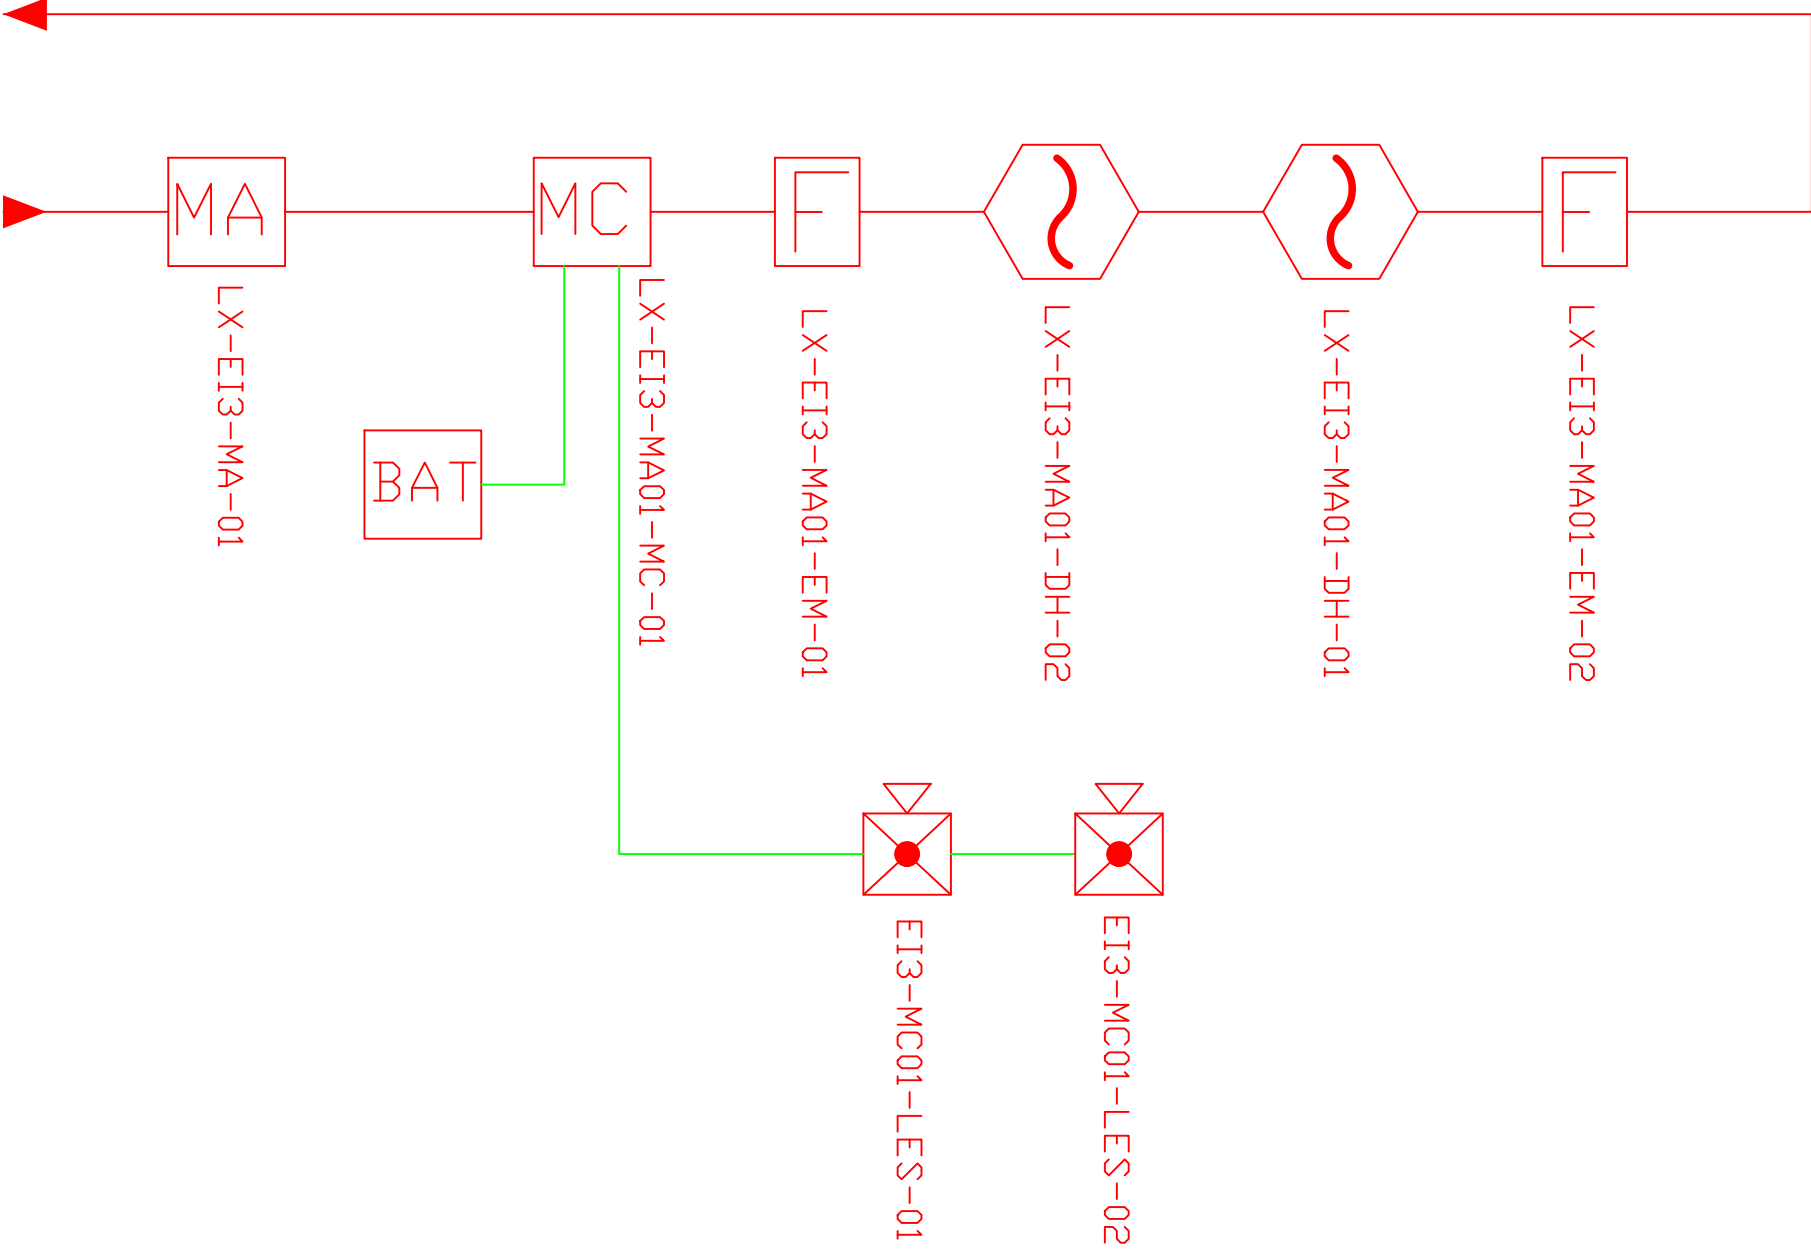 MA
MC
F
F
LX-EI3-MA-01
LX-EI3-MA01-MC-01
LX-EI3-MA01-EM-01
LX-EI3-MA01-DH-02
LX-EI3-MA01-DH-01
LX-EI3-MA01-EM-02
BAT
EI3-MC01-LES-01
EI3-MC01-LES-02